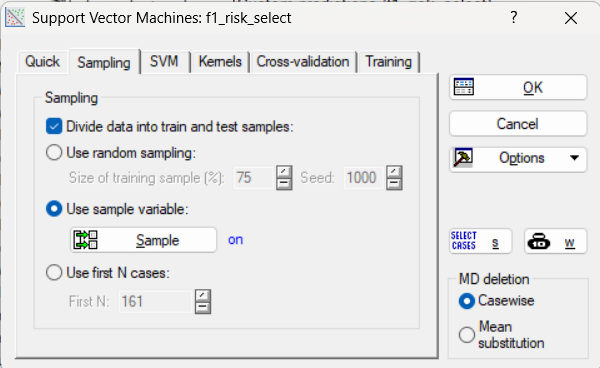 Support Vector Machines: f1_risk_select
?
Quick Sampling SVM Kernels Cross-validation Training
Sampling
Divide data into train and test samples:
Use random sampling:
Size of training sample (%): 75 Seed: 1000
Use sample variable:
Sample on
Use first N cases:
First N: 161
OK
Cancel
Options
SELECT
CASES s w
MD deletion
Casewise
Mean
substitution